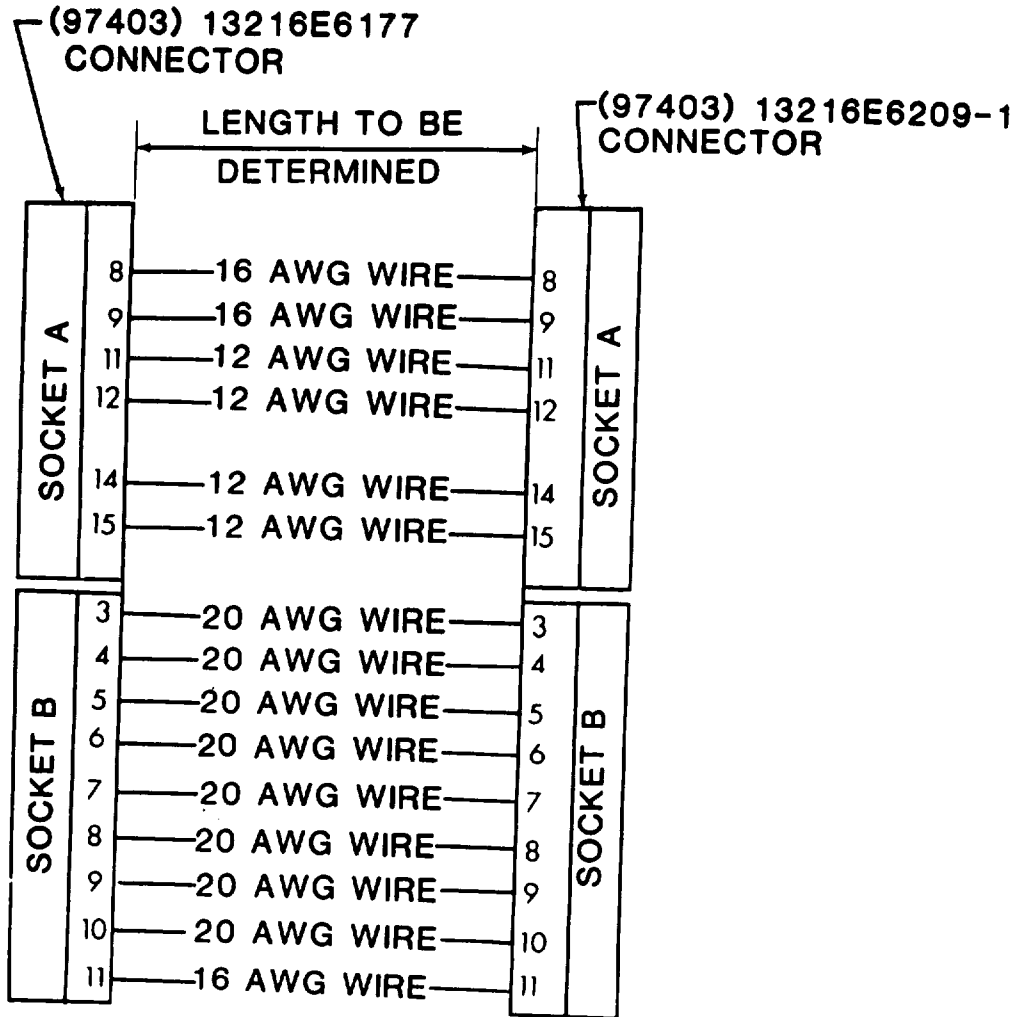 (97403) 13216E6177
CONNECTOR
(97403) 13216E6209-1
CONNECTOR
LENGTH TO BE
DETERMINED
SOCKET A
8 16 AWG WIRE 8
9 16 AWG WIRE 9
11 12 AWG WIRE 11
12 12 AWG WIRE 12
14 12 AWG WIRE 14
15 12 AWG WIRE 15
SOCKET A
SOCKET B
3 20 AWG WIRE 3
4 20 AWG WIRE 4
5 20 AWG WIRE 5
6 20 AWG WIRE 6
7 20 AWG WIRE 7
8 20 AWG WIRE 8
9 20 AWG WIRE 9
10 20 AWG WIRE 10
11 16 AWG WIRE 11
SOCKET B